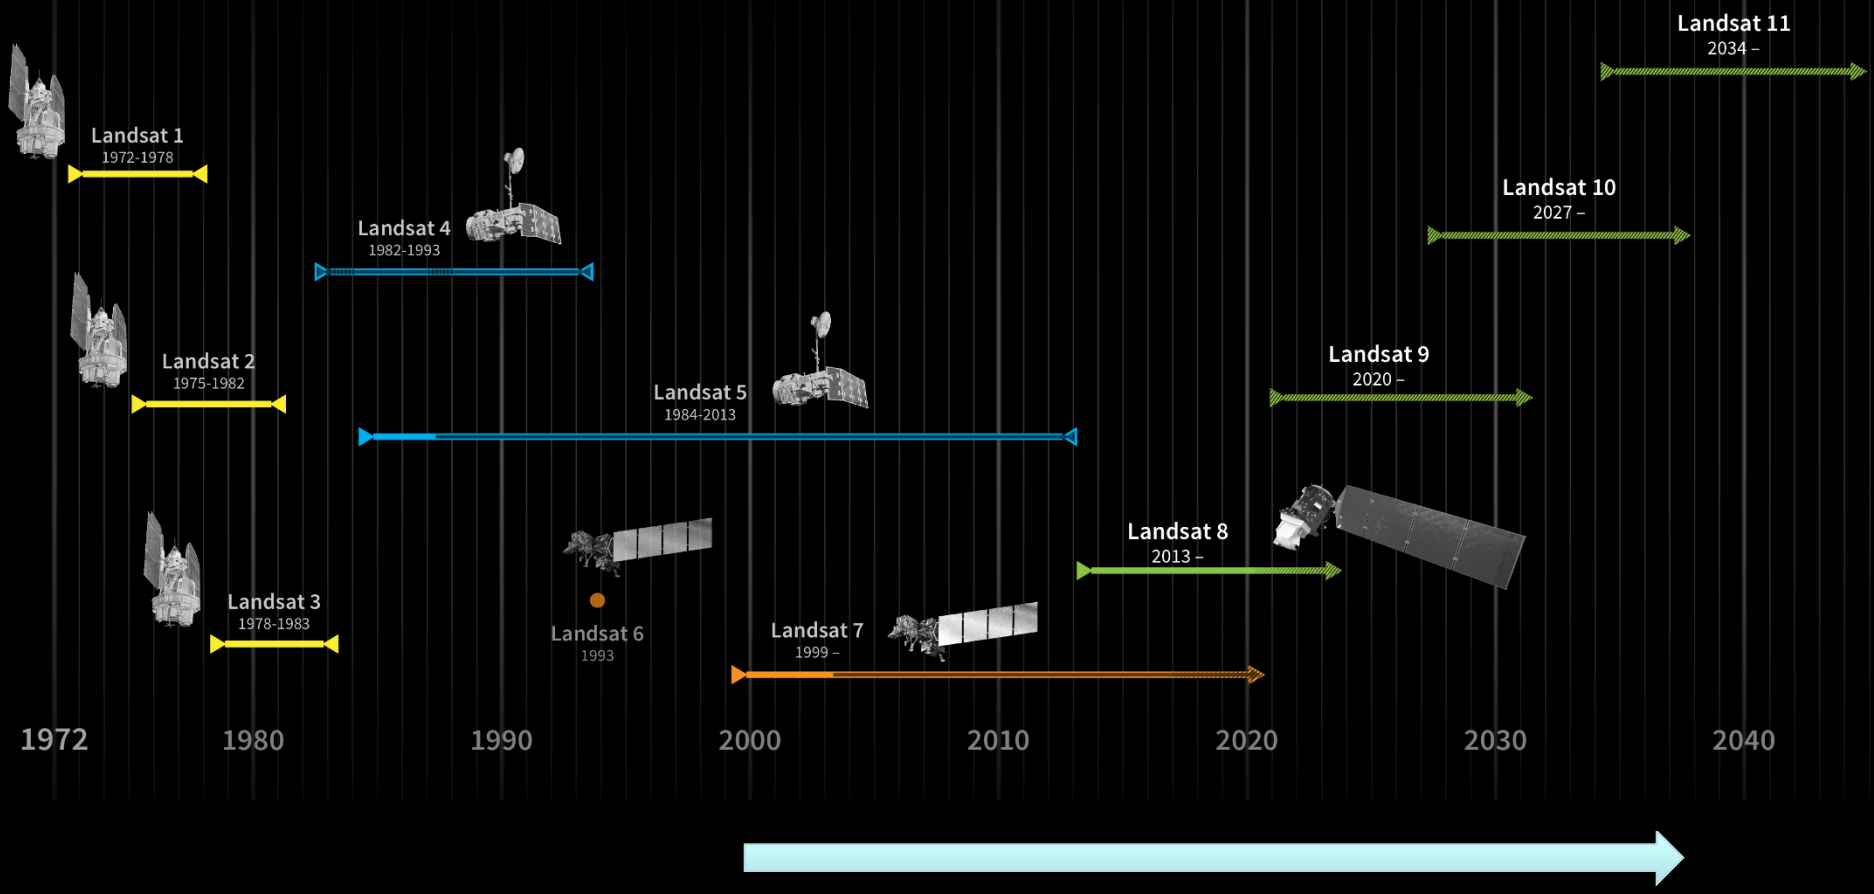 Landsat 11
2034 –
Landsat 1
1972-1978
Landsat 10
2027 –
Landsat 4
1982-1993
Landsat 2
1975-1982
Landsat 9
2020 –
Landsat 5
1984-2013
Landsat 8
2013 –
Landsat 3
1978-1983
Landsat 6
1993
Landsat 7
1999 –
1972 1980 1990 2000 2010 2020 2030 2040